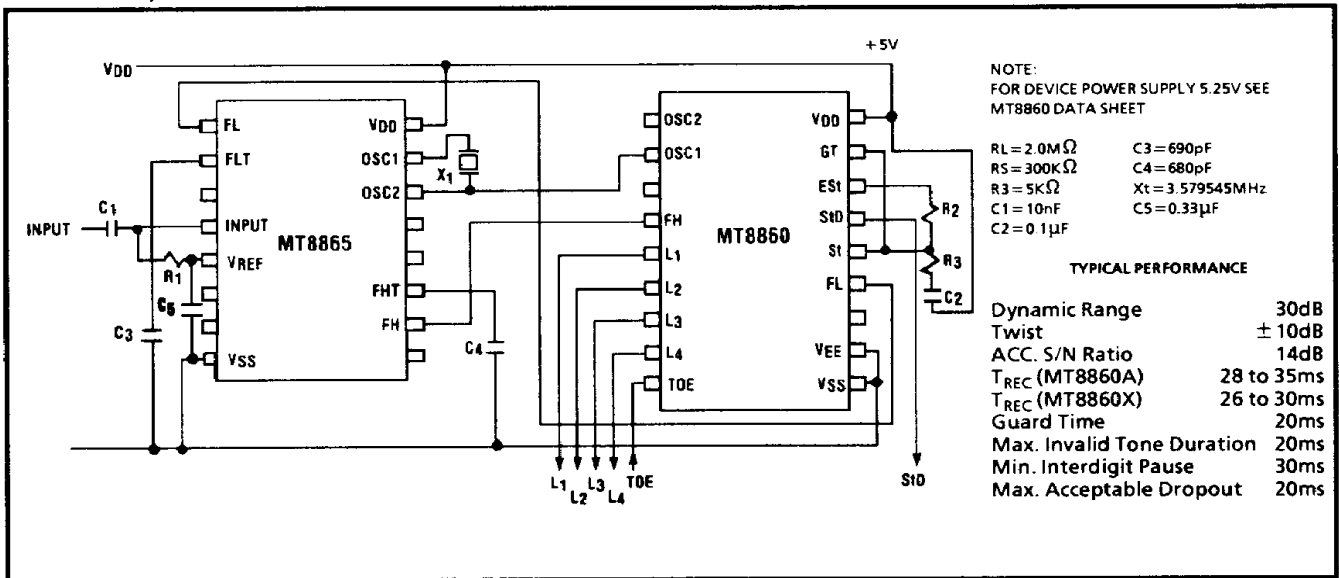 +5V
VDD
INPUT
C1
R1
C5
C3
FL
FLT
INPUT
VREF
VSS
MT8865
VDD
OSC1
OSC2
FHT
FH
X1
C4
OSC2
OSC1
FH
L1
L2
L3
L4
TOE
MT8860
VDD
GT
ESt
StD
St
FL
VEE
VSS
R2
R3
C2
L1
L2
L3
L4
TOE
StD
NOTE:
FOR DEVICE POWER SUPPLY 5.25V SEE
MT8860 DATA SHEET
RL=2.0MΩ C3=690pF
RS=300KΩ C4=680pF
R3=5KΩ Xt=3.579545MHz
C1=10nF C5=0.33µF
C2=0.1µF
TYPICAL PERFORMANCE
Dynamic Range 30dB
Twist ±10dB
ACC. S/N Ratio 14dB
TREC (MT8860A) 28 to 35ms
TREC (MT8860X) 26 to 30ms
Guard Time 20ms
Max. Invalid Tone Duration 20ms
Min. Interdigit Pause 30ms
Max. Acceptable Dropout 20ms